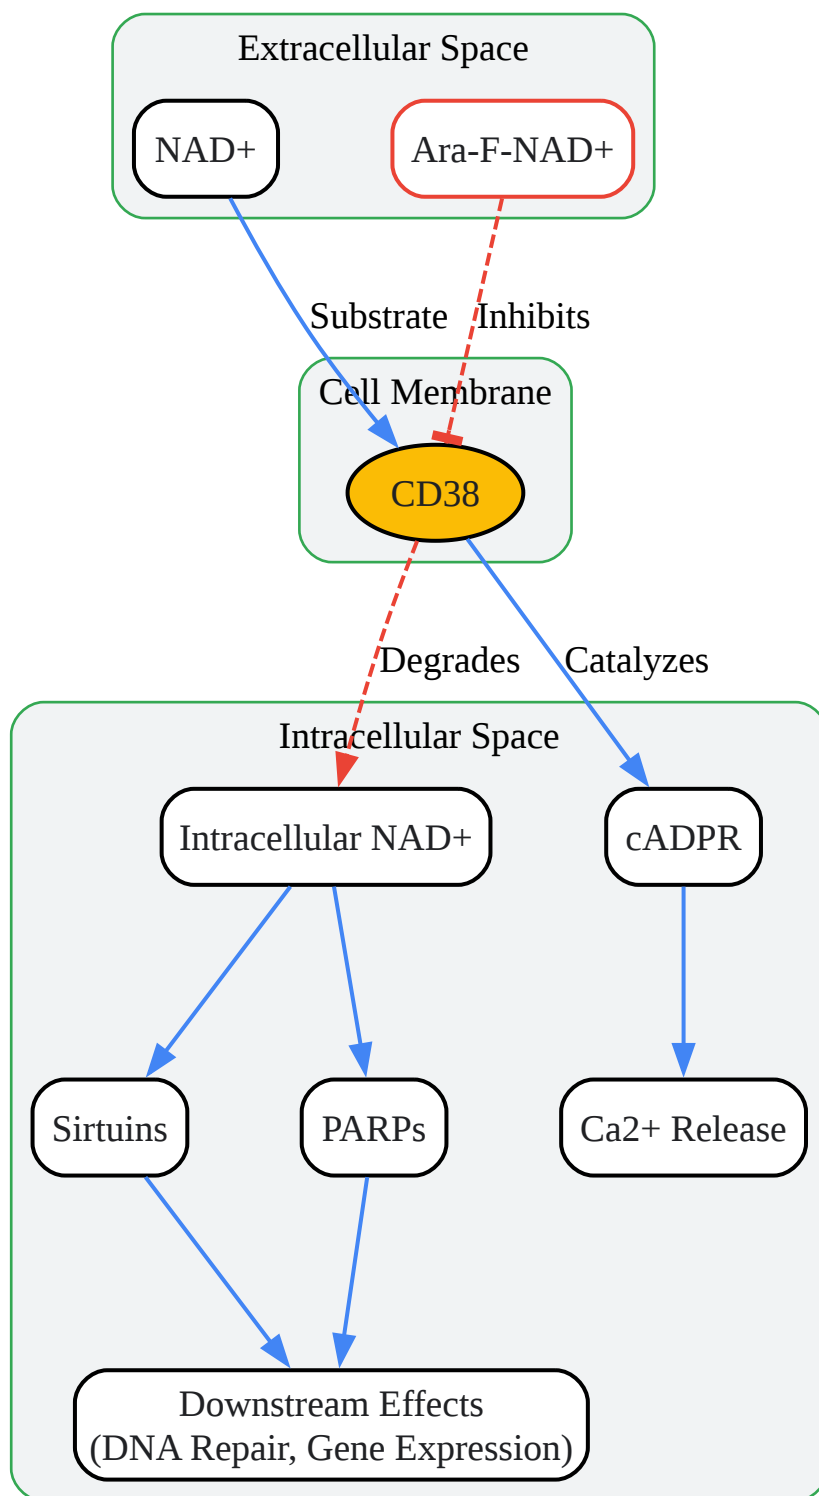 Extracellular Space
NAD+
Ara-F-NAD+
Substrate
Inhibits
Cell Membrane
CD38
Degrades
Catalyzes
Intracellular Space
Intracellular NAD+
cADPR
Sirtuins
PARPs
Ca2+ Release
Downstream Effects
(DNA Repair, Gene Expression)